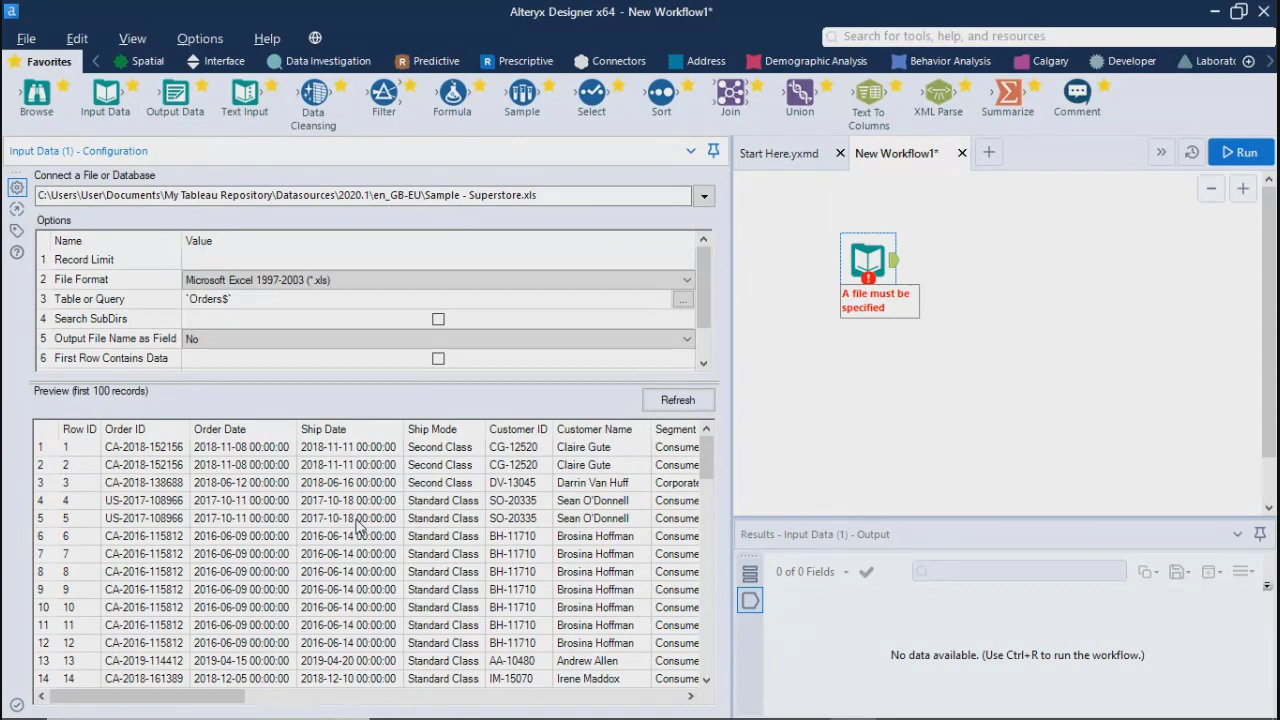 Alteryx Designer x64 - New Workflow1*
File Edit View Options Help
Search for tools, help, and resources
Favorites Spatial Interface Data Investigation Predictive Prescriptive Connectors Address Demographic Analysis Behavior Analysis Calgary Developer Laborat
Browse Input Data Output Data Text Input Data Cleansing Filter Formula Sample Select Sort Join Union Text To Columns XML Parse Summarize Comment
Input Data (1) - Configuration
Start Here.yxmd New Workflow1* Run
Connect a File or Database
C:\Users\User\Documents\My Tableau Repository\Datasources\2020.1\en_GB-EU\Sample - Superstore.xls
Options
Name Value
1 Record Limit
2 File Format Microsoft Excel 1997-2003 (*.xls)
3 Table or Query `Orders$` ...
4 Search SubDirs
5 Output File Name as Field No
6 First Row Contains Data
A file must be
specified
Preview (first 100 records)
Refresh
Row ID Order ID Order Date Ship Date Ship Mode Customer ID Customer Name Segment
1 1 CA-2018-152156 2018-11-08 00:00:00 2018-11-11 00:00:00 Second Class CG-12520 Claire Gute Consume
2 2 CA-2018-152156 2018-11-08 00:00:00 2018-11-11 00:00:00 Second Class CG-12520 Claire Gute Consume
3 3 CA-2018-138688 2018-06-12 00:00:00 2018-06-16 00:00:00 Second Class DV-13045 Darrin Van Huff Corporate
4 4 US-2017-108966 2017-10-11 00:00:00 2017-10-18 00:00:00 Standard Class SO-20335 Sean O'Donnell Consume
5 5 US-2017-108966 2017-10-11 00:00:00 2017-10-18 00:00:00 Standard Class SO-20335 Sean O'Donnell Consume
6 6 CA-2016-115812 2016-06-09 00:00:00 2016-06-14 00:00:00 Standard Class BH-11710 Brosina Hoffman Consume
7 7 CA-2016-115812 2016-06-09 00:00:00 2016-06-14 00:00:00 Standard Class BH-11710 Brosina Hoffman Consume
8 8 CA-2016-115812 2016-06-09 00:00:00 2016-06-14 00:00:00 Standard Class BH-11710 Brosina Hoffman Consume
9 9 CA-2016-115812 2016-06-09 00:00:00 2016-06-14 00:00:00 Standard Class BH-11710 Brosina Hoffman Consume
10 10 CA-2016-115812 2016-06-09 00:00:00 2016-06-14 00:00:00 Standard Class BH-11710 Brosina Hoffman Consume
11 11 CA-2016-115812 2016-06-09 00:00:00 2016-06-14 00:00:00 Standard Class BH-11710 Brosina Hoffman Consume
12 12 CA-2016-115812 2016-06-09 00:00:00 2016-06-14 00:00:00 Standard Class BH-11710 Brosina Hoffman Consume
13 13 CA-2019-114412 2019-04-15 00:00:00 2019-04-20 00:00:00 Standard Class AA-10480 Andrew Allen Consume
14 14 CA-2018-161389 2018-12-05 00:00:00 2018-12-10 00:00:00 Standard Class IM-15070 Irene Maddox Consume
Results - Input Data (1) - Output
0 of 0 Fields
No data available. (Use Ctrl+R to run the workflow.)